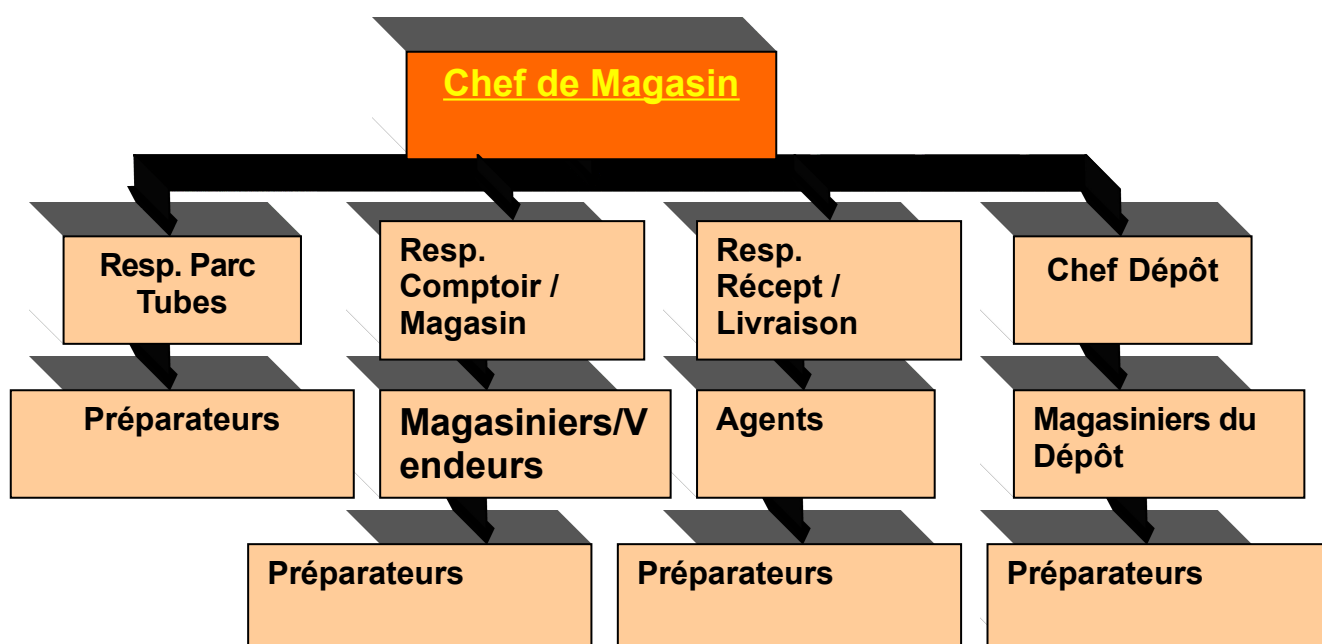 Chef de Magasin
Resp. Parc
Tubes
Resp.
Comptoir /
Magasin
Resp.
Récept /
Livraison
Chef Dépôt
Préparateurs
Magasiniers/V
endeurs
Agents
Magasiniers du
Dépôt
Préparateurs
Préparateurs
Préparateurs